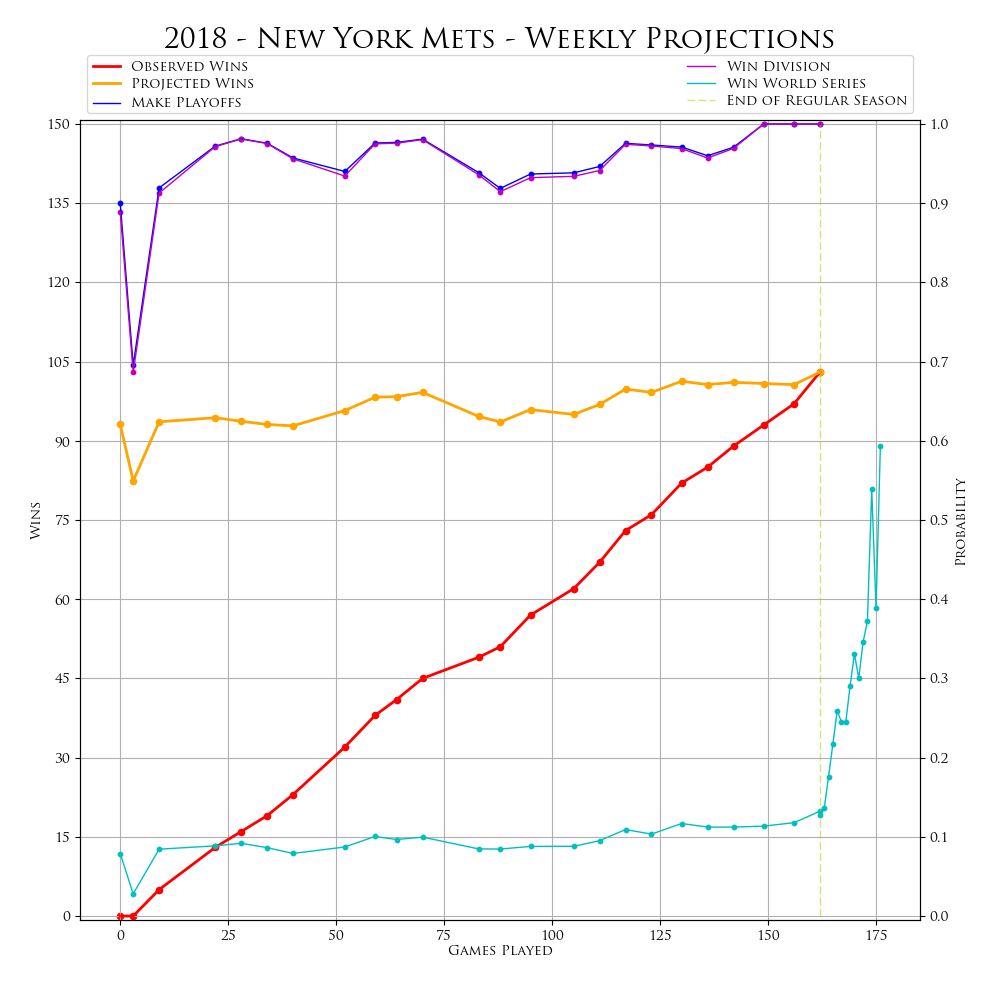 2018 - New York Mets - Weekly Projections
Observed Wins
Projected Wins
Make Playoffs
Win Division
Win World Series
End of Regular Season
150
135
120
105
90
75
60
45
30
15
0
Wins
1.0
0.9
0.8
0.7
0.6
0.5
0.4
0.3
0.2
0.1
0.0
Probability
0 25 50 75 100 125 150 175
Games Played